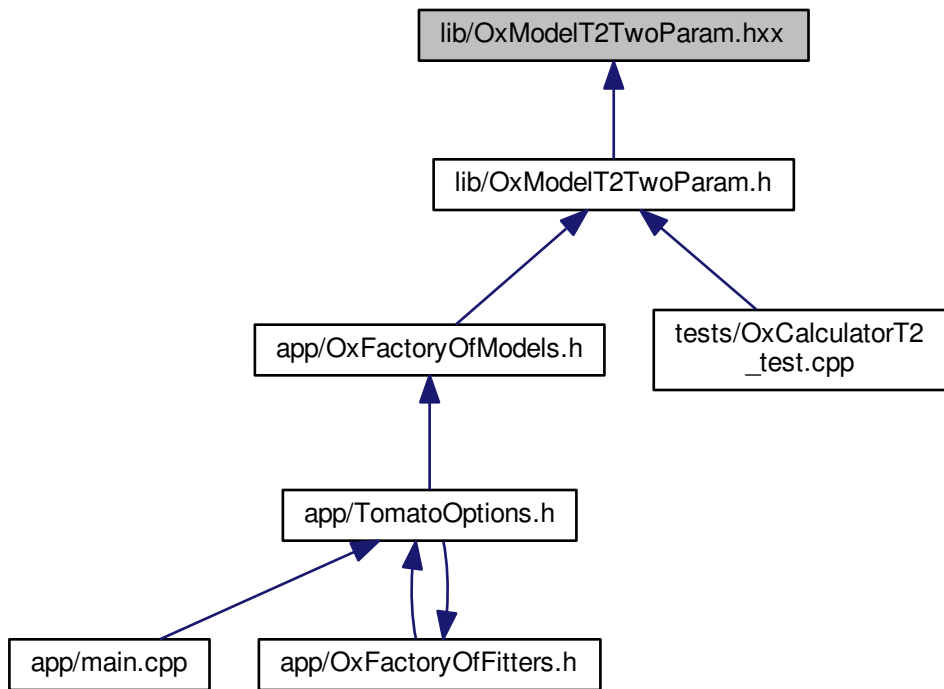 lib/OxModelT2TwoParam.hxx
lib/OxModelT2TwoParam.h
app/OxFactoryOfModels.h
tests/OxCalculatorT2
_test.cpp
app/TomatoOptions.h
app/main.cpp
app/OxFactoryOfFitters.h